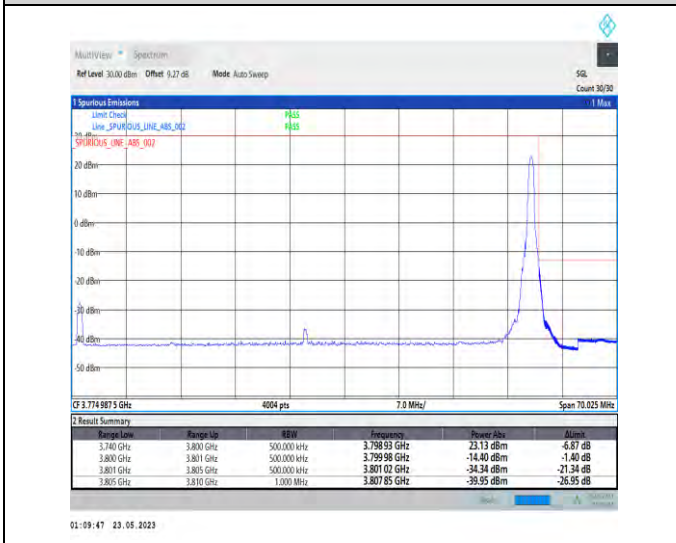 MultiView Spectrum
Ref Level 30.00 dBm Offset 9.27 dB Mode Auto Sweep SGL
Count 30/30
1 Spurious Emissions 1 Max
Limit Check PASS
Line _SPURIOUS_LINE_ABS_002 PASS
_SPURIOUS_LINE_ABS_002
20 dBm
10 dBm
0 dBm
-10 dBm
-20 dBm
-30 dBm
-40 dBm
-50 dBm
CF 3.774 987 5 GHz 4004 pts 7.0 MHz/ Span 70.025 MHz
2 Result Summary
Range Low Range Up RBW Frequency Power Abs ΔLimit
3.740 GHz 3.800 GHz 500.000 kHz 3.798 93 GHz 23.13 dBm -6.87 dB
3.800 GHz 3.801 GHz 500.000 kHz 3.799 98 GHz -14.40 dBm -1.40 dB
3.801 GHz 3.805 GHz 500.000 kHz 3.801 02 GHz -34.34 dBm -21.34 dB
3.805 GHz 3.810 GHz 1.000 MHz 3.807 85 GHz -39.95 dBm -26.95 dB
01:09:47 23.05.2023